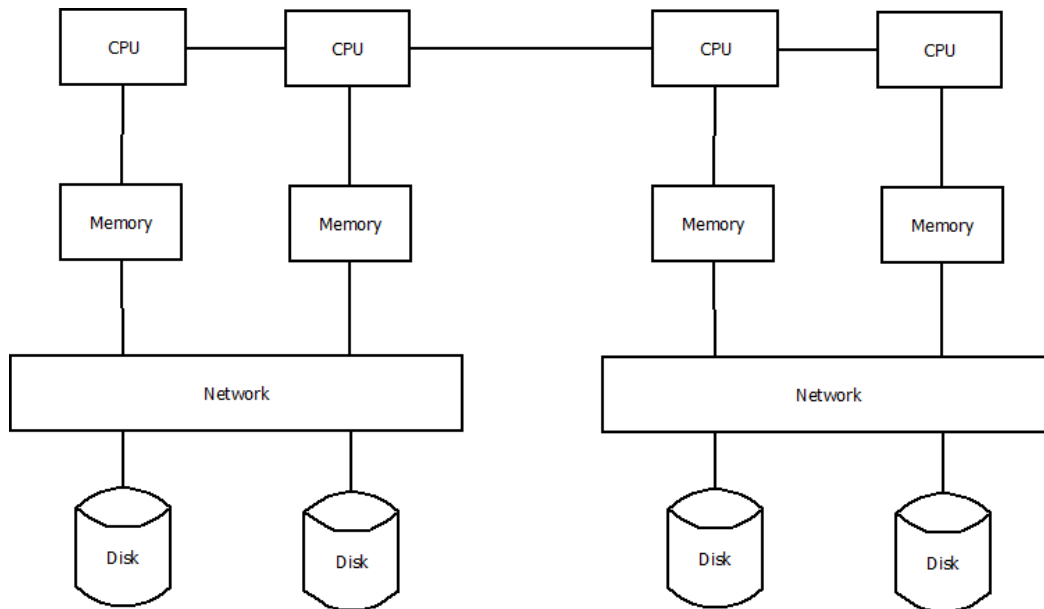 CPU
CPU
CPU
CPU
Memory
Memory
Memory
Memory
Network
Network
Disk
Disk
Disk
Disk